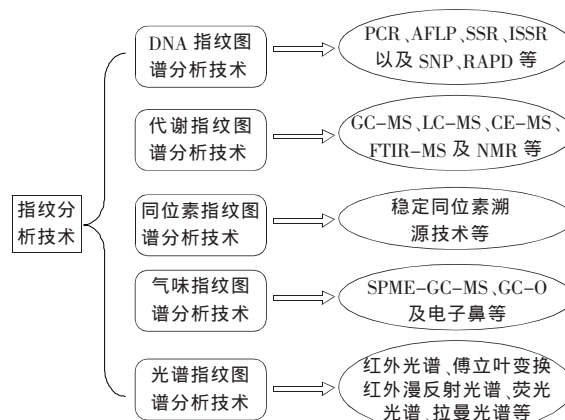 DNA 指纹图
谱分析技术
PCR、AFLP、SSR、ISSR
以及 SNP、RAPD 等
代谢指纹图
谱分析技术
GC-MS、LC-MS、CE-MS、
FTIR-MS 及 NMR 等
指纹分
析技术
同位素指纹图
谱分析技术
稳定同位素溯
源技术等
气味指纹图
谱分析技术
SPME-GC-MS、GC-O
及电子鼻等
光谱指纹图
谱分析技术
红外光谱、傅立叶变换
红外漫反射光谱、荧光
光谱、拉曼光谱等